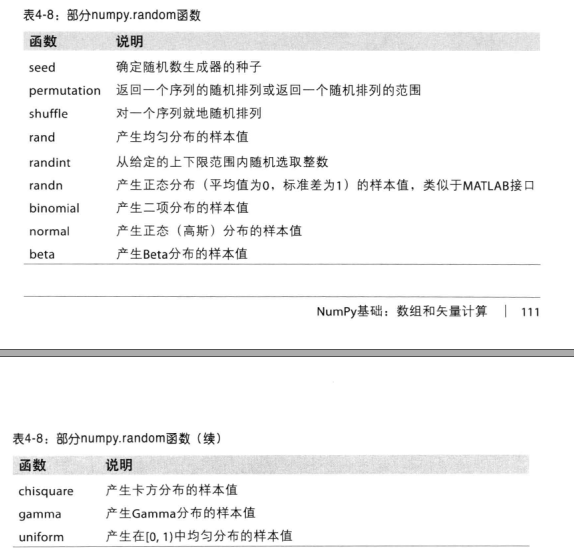 表4-8：部分numpy.random函数
函数 说明
seed 确定随机数生成器的种子
permutation 返回一个序列的随机排列或返回一个随机排列的范围
shuffle 对一个序列就地随机排列
rand 产生均匀分布的样本值
randint 从给定的上下限范围内随机选取整数
randn 产生正态分布（平均值为0，标准差为1）的样本值，类似于MATLAB接口
binomial 产生二项分布的样本值
normal 产生正态（高斯）分布的样本值
beta 产生Beta分布的样本值
NumPy基础：数组和矢量计算 | 111
表4-8：部分numpy.random函数（续）
函数 说明
chisquare 产生卡方分布的样本值
gamma 产生Gamma分布的样本值
uniform 产生在[0, 1)中均匀分布的样本值